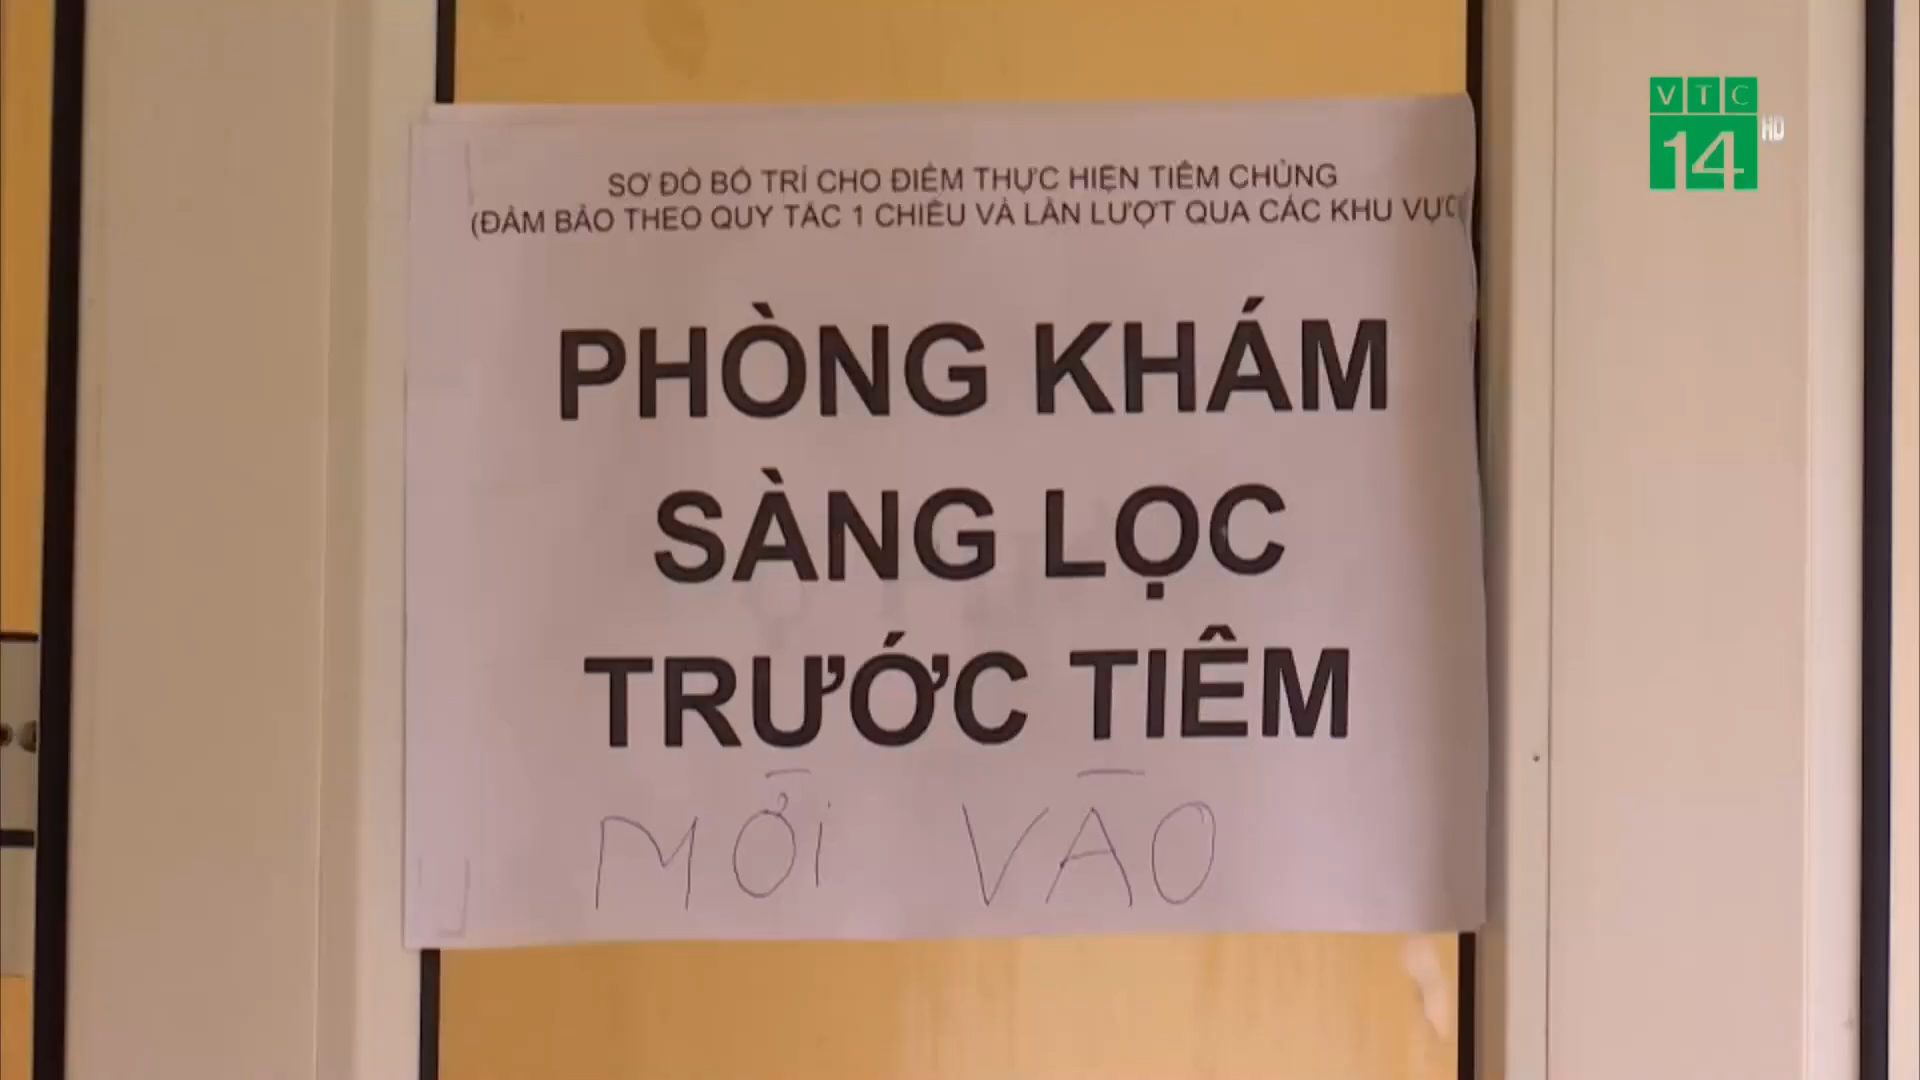 VTC
14 HD
SƠ ĐỒ BỐ TRÍ CHO ĐIỂM THỰC HIỆN TIÊM CHỦNG
(ĐẢM BẢO THEO QUY TẮC 1 CHIỀU VÀ LẦN LƯỢT QUA CÁC KHU VỰC
PHÒNG KHÁM
SÀNG LỌC
TRƯỚC TIÊM
MỜI VÀO